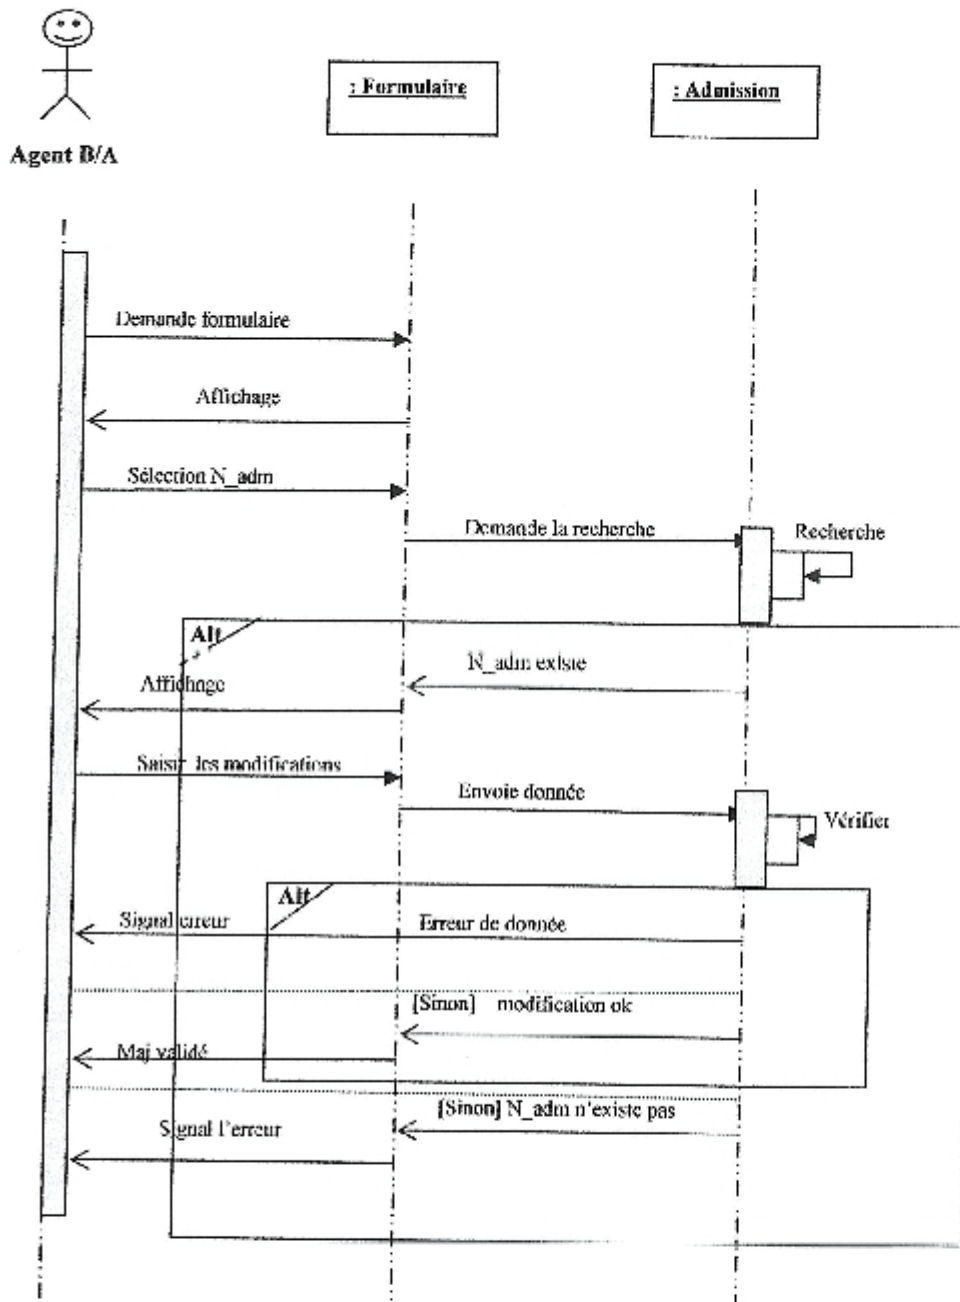 : Formulaire
: Admission
Agent B/A
Demande formulaire
Affichage
Sélection N_adm
Demande la recherche
Recherche
Alt
N_adm existe
Affichage
Saisir les modifications
Envoie donnée
Vérifier
Alt
Signal erreur
Erreur de donnée
[Sinon] modification ok
Maj validé
[Sinon] N_adm n'existe pas
Signal l'erreur